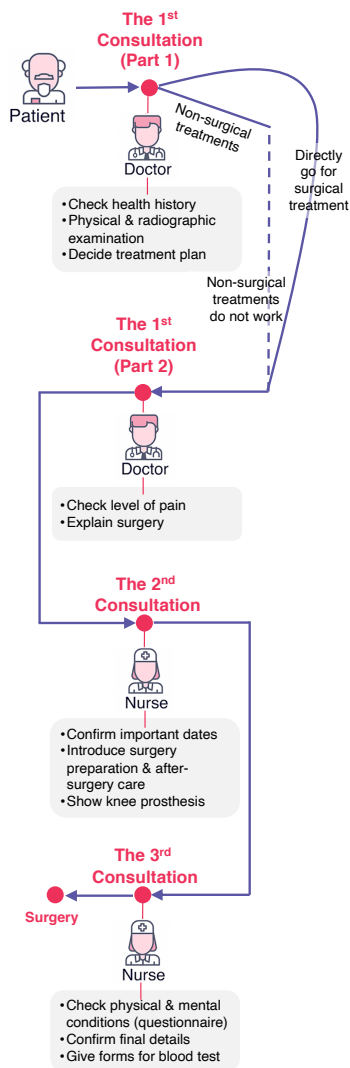 The 1st
Consultation
(Part 1)
Patient
Non-surgical
treatments
Directly
go for
surgical
treatment
Doctor
•Check health history
•Physical & radiographic
examination
•Decide treatment plan
Non-surgical
treatments
do not work
The 1st
Consultation
(Part 2)
Doctor
•Check level of pain
•Explain surgery
The 2nd
Consultation
Nurse
•Confirm important dates
•Introduce surgery
preparation & after-
surgery care
•Show knee prosthesis
The 3rd
Consultation
Surgery
Nurse
•Check physical & mental
conditions (questionnaire)
•Confirm final details
•Give forms for blood test